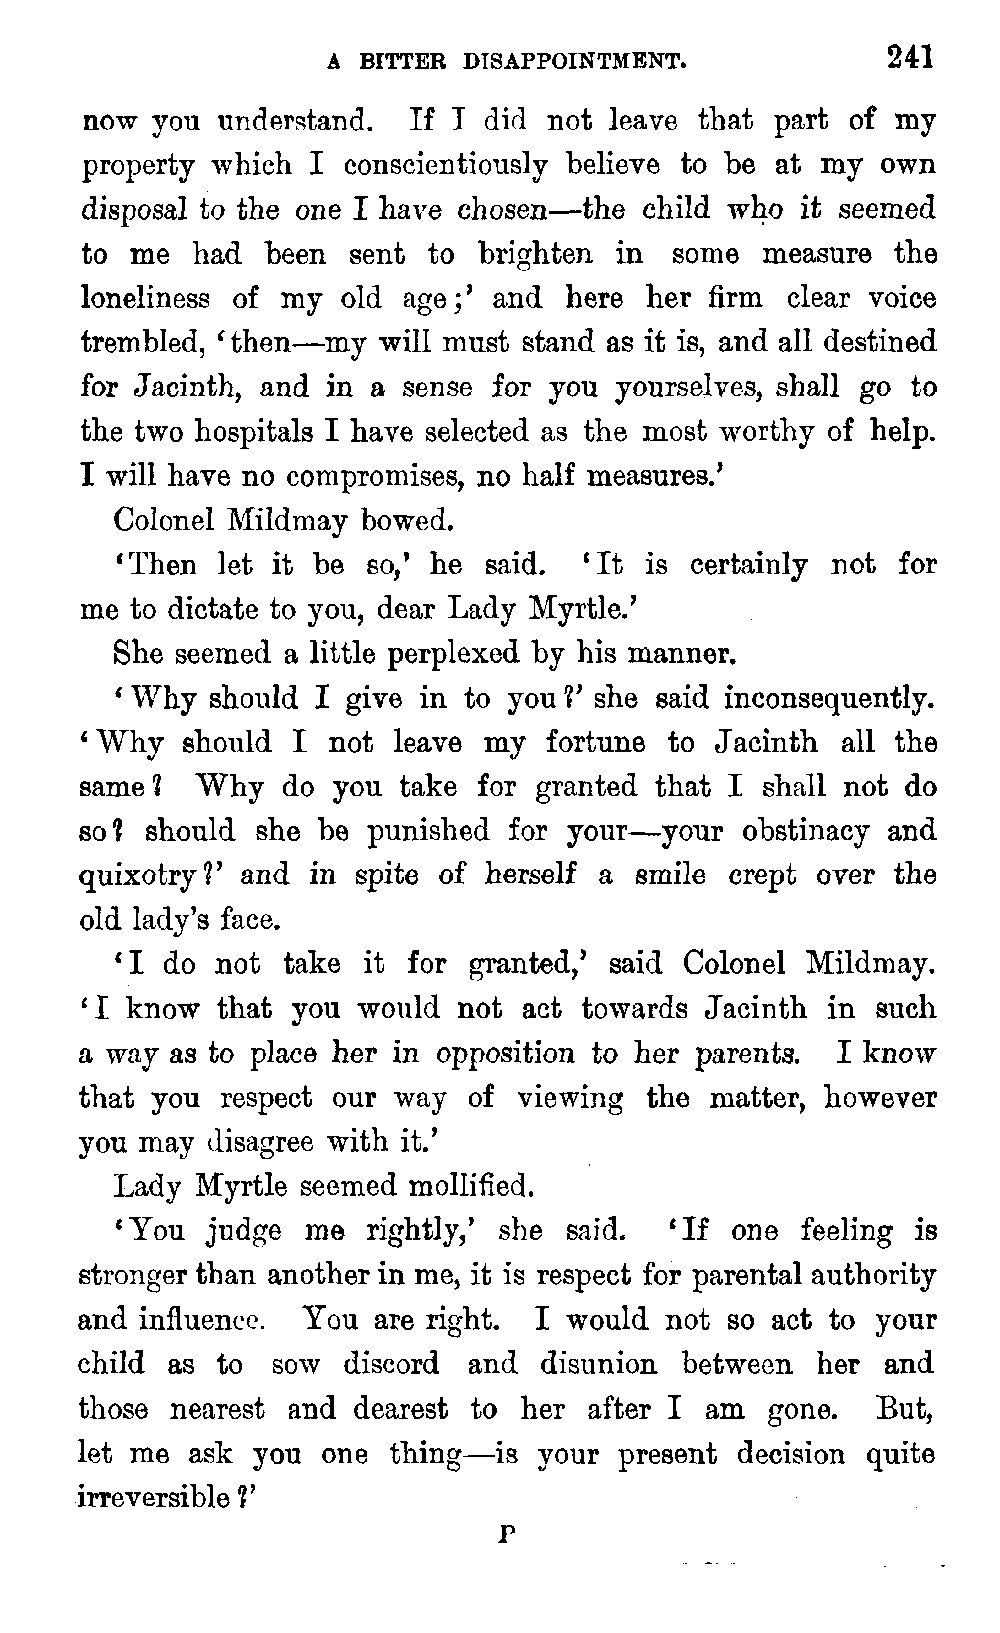 A BITTER DISAPPOINTMENT. 241
now you understand. If I did not leave that part of my
property which I conscientiously believe to be at my own
disposal to the one I have chosen—the child who it seemed
to me had been sent to brighten in some measure the
loneliness of my old age;' and here her firm clear voice
trembled, 'then—my will must stand as it is, and all destined
for Jacinth, and in a sense for you yourselves, shall go to
the two hospitals I have selected as the most worthy of help.
I will have no compromises, no half measures.'
Colonel Mildmay bowed.
'Then let it be so,' he said. 'It is certainly not for
me to dictate to you, dear Lady Myrtle.'
She seemed a little perplexed by his manner.
'Why should I give in to you?' she said inconsequently.
'Why should I not leave my fortune to Jacinth all the
same? Why do you take for granted that I shall not do
so? should she be punished for your—your obstinacy and
quixotry?' and in spite of herself a smile crept over the
old lady's face.
'I do not take it for granted,' said Colonel Mildmay.
'I know that you would not act towards Jacinth in such
a way as to place her in opposition to her parents. I know
that you respect our way of viewing the matter, however
you may disagree with it.'
Lady Myrtle seemed mollified.
'You judge me rightly,' she said. 'If one feeling is
stronger than another in me, it is respect for parental authority
and influence. You are right. I would not so act to your
child as to sow discord and disunion between her and
those nearest and dearest to her after I am gone. But,
let me ask you one thing—is your present decision quite
irreversible?'
P